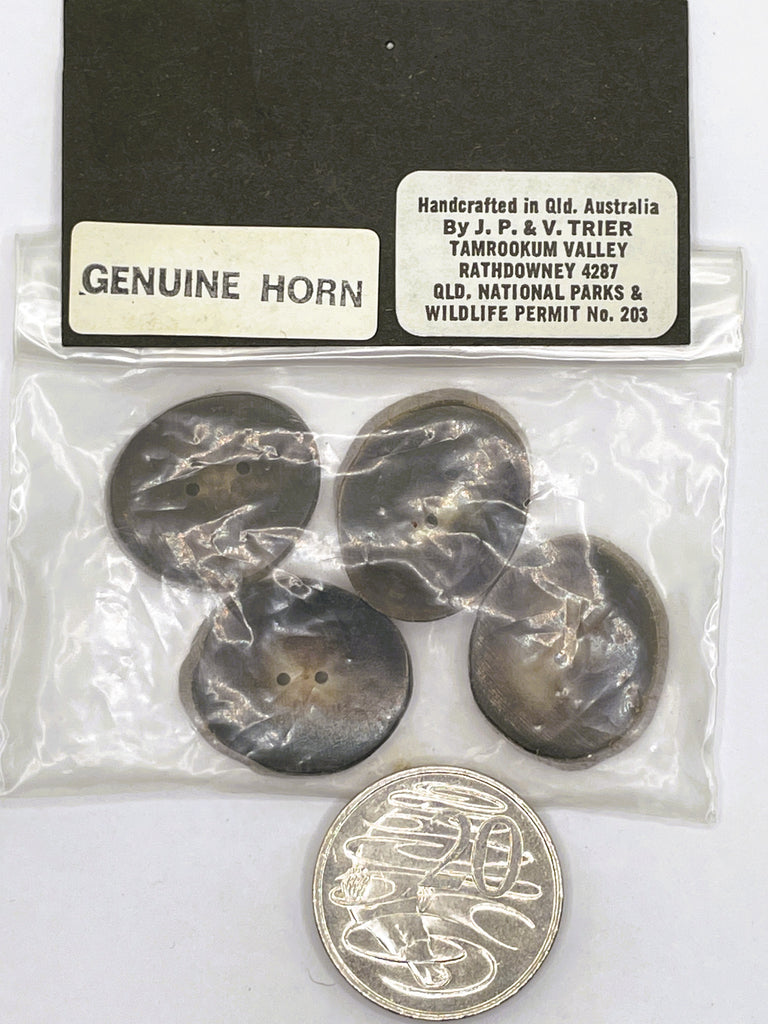 GENUINE HORN
Handcrafted in Qld. Australia
By J. P. & V. TRIER
TAMROOKUM VALLEY
RATHDOWNEY 4287
QLD. NATIONAL PARKS &
WILDLIFE PERMIT No. 203
20